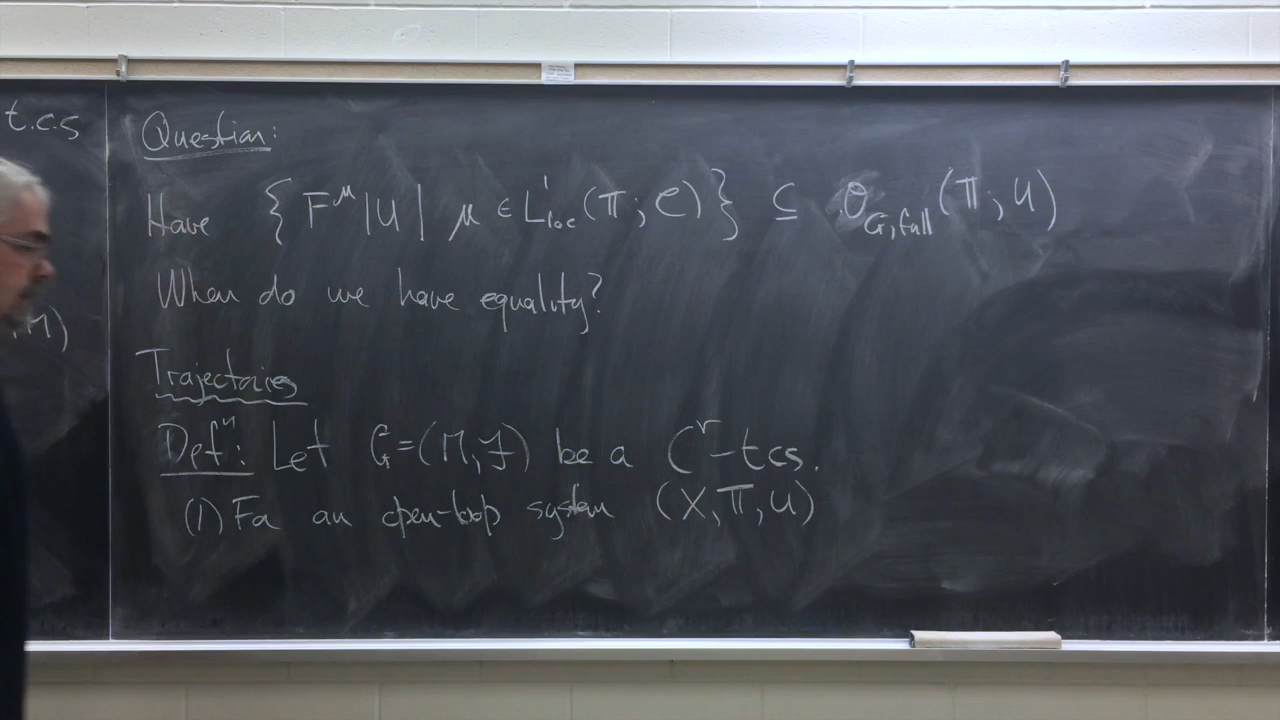 t.c.s
Question:
Have { F^μ|U | μ ∈ L^1_loc(𝕋; C) } ⊆ O_G,full(𝕋; U)
,M)
When do we have equality?
Trajectories
Def^n: Let G=(M,F) be a C^r-tcs.
(1) For an open-loop system (X,𝕋,U)